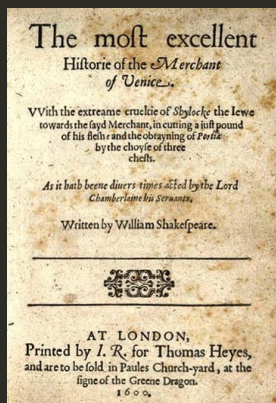 The most excellent
Historie of the Merchant
of Venice.
VVith the extreame crueltie of Shylocke the Iewe
towards the sayd Merchant, in cutting a iust pound
of his flesh: and the obtayning of Portia
by the choyse of three
chests.
As it hath beene diuers times acted by the Lord
Chamberlaine his Seruants.
Written by William Shakespeare.
AT LONDON,
Printed by I. R. for Thomas Heyes,
and are to be sold in Paules Church-yard, at the
signe of the Greene Dragon.
1600.